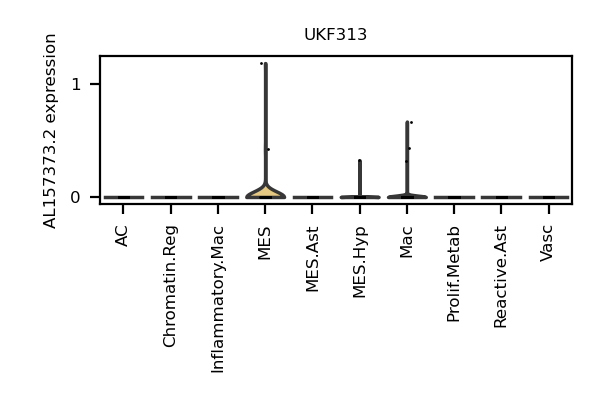 UKF313
AL157373.2 expression
1
0
AC
Chromatin.Reg
Inflammatory.Mac
MES
MES.Ast
MES.Hyp
Mac
Prolif.Metab
Reactive.Ast
Vasc